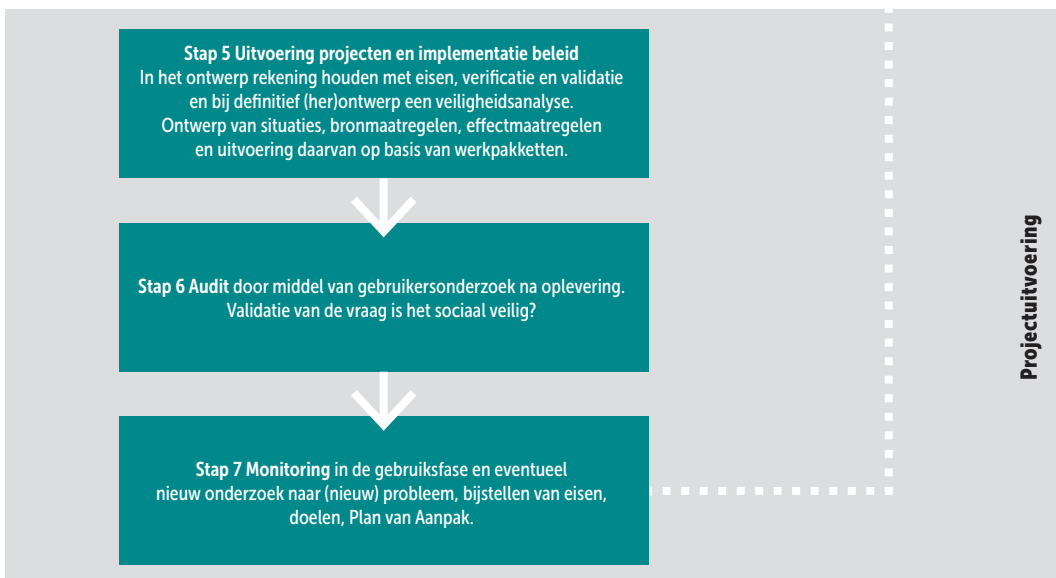 Stap 5 Uitvoering projecten en implementatie beleid
In het ontwerp rekening houden met eisen, verificatie en validatie
en bij definitief (her)ontwerp een veiligheidsanalyse.
Ontwerp van situaties, bronmaatregelen, effectmaatregelen
en uitvoering daarvan op basis van werkpakketten.
Stap 6 Audit door middel van gebruikersonderzoek na oplevering.
Validatie van de vraag is het sociaal veilig?
Stap 7 Monitoring in de gebruiksfase en eventueel
nieuw onderzoek naar (nieuw) probleem, bijstellen van eisen,
doelen, Plan van Aanpak.
Projectuitvoering